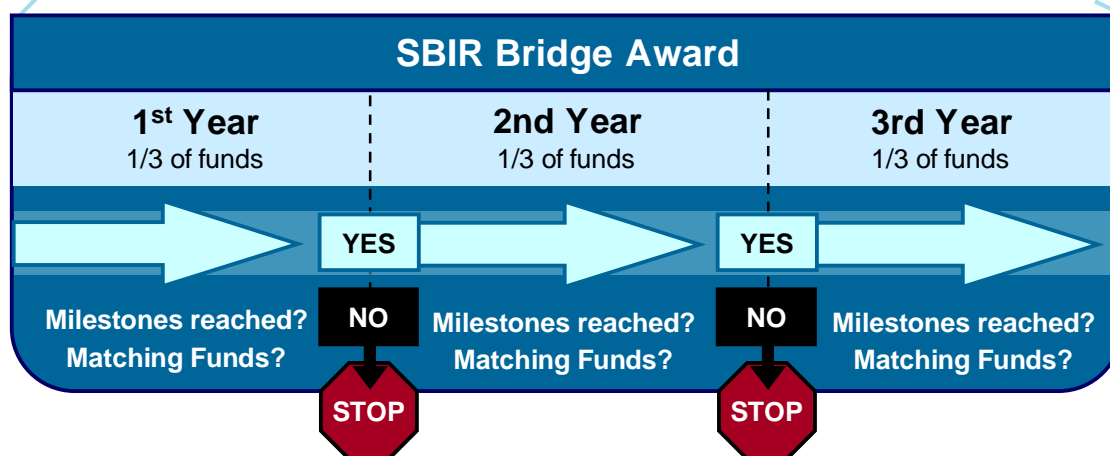 SBIR Bridge Award
1st Year
1/3 of funds
2nd Year
1/3 of funds
3rd Year
1/3 of funds
YES
YES
NO
NO
Milestones reached?
Matching Funds?
Milestones reached?
Matching Funds?
Milestones reached?
Matching Funds?
STOP
STOP